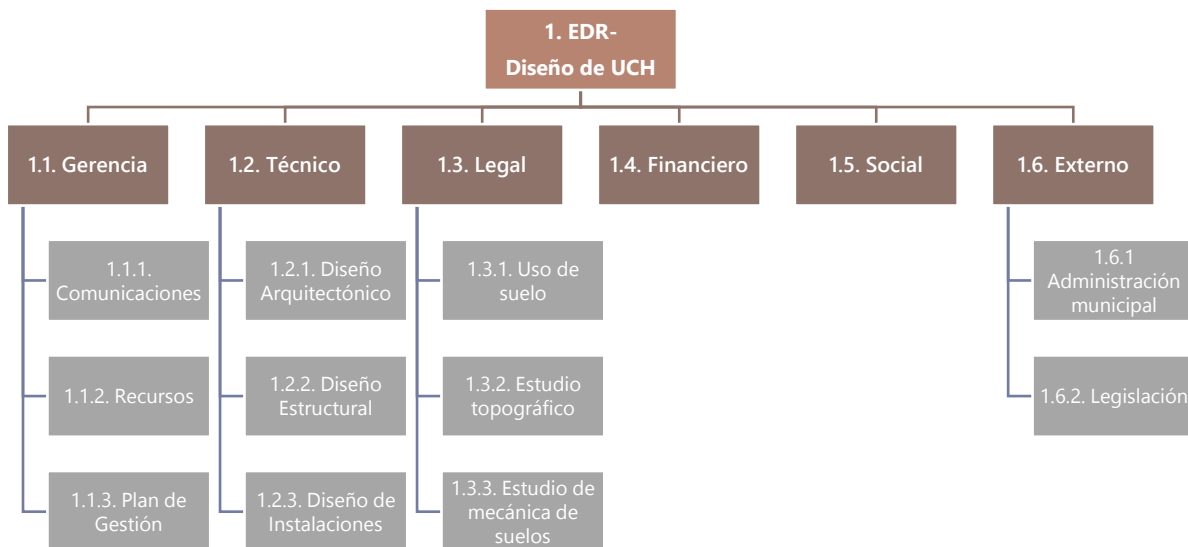 1. EDR-
Diseño de UCH
1.1. Gerencia
1.2. Técnico
1.3. Legal
1.4. Financiero
1.5. Social
1.6. Externo
1.1.1.
Comunicaciones
1.2.1. Diseño
Arquitectónico
1.3.1. Uso de
suelo
1.6.1
Administración
municipal
1.1.2. Recursos
1.2.2. Diseño
Estructural
1.3.2. Estudio
topográfico
1.6.2. Legislación
1.1.3. Plan de
Gestión
1.2.3. Diseño de
Instalaciones
1.3.3. Estudio de
mecánica de
suelos